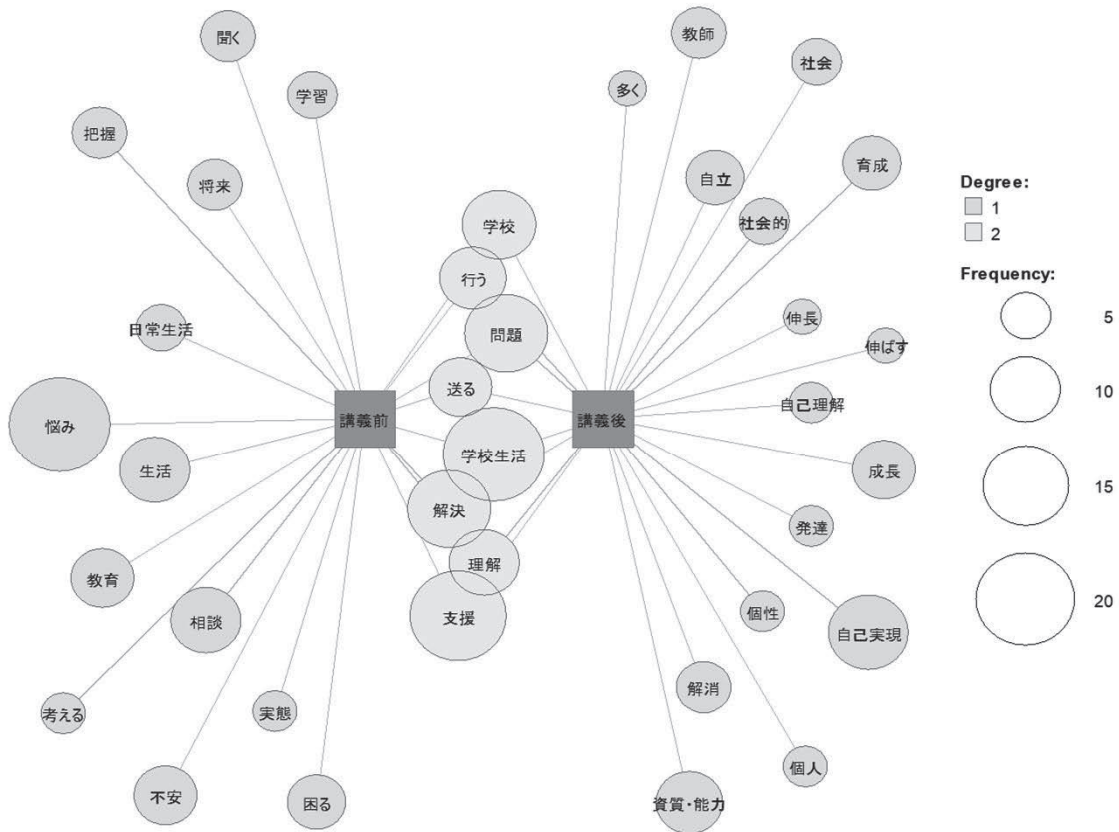 聞く
教師
社会
多く
学習
把握
育成
将来
自立
社会的
学校
行う
日常生活
問題
伸長
伸ばす
送る
自己理解
講義前
講義後
悩み
生活
学校生活
成長
解決
発達
理解
教育
相談
支援
個性
自己実現
解消
考える
実態
個人
不安
困る
資質・能力
Degree:
1
2
Frequency:
5
10
15
20